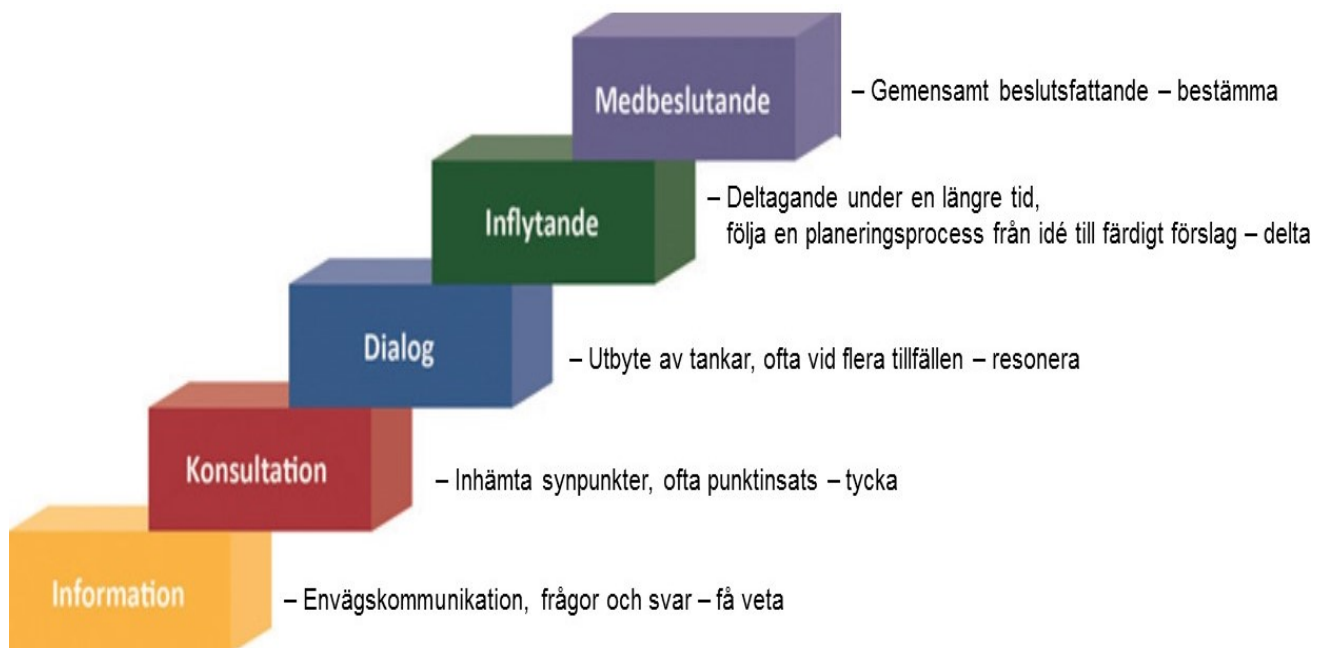 Medbeslutande
– Gemensamt beslutsfattande – bestämma
Inflytande
– Deltagande under en längre tid,
följa en planeringsprocess från idé till färdigt förslag – delta
Dialog
– Utbyte av tankar, ofta vid flera tillfällen – resonera
Konsultation
– Inhämta synpunkter, ofta punktinsats – tycka
Information
– Envägskommunikation, frågor och svar – få veta